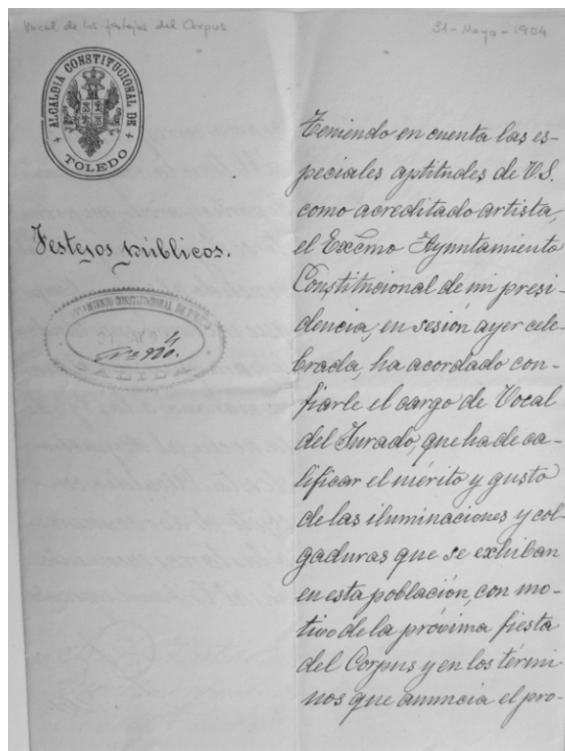 Vocal de los festejos del Corpus
31-Mayo-1904
ALCALDIA CONSTITUCIONAL DE
TOLEDO
Festejos públicos.
CONSTITUCIONAL DE
Nº 920.
SALIDA
Teniendo en cuenta las es-
peciales aptitudes de V.S.
como acreditado artista,
el Excmo Ayuntamiento
Constitucional de mi presi-
dencia, en sesión ayer cele-
brada, ha acordado con-
fiarle el cargo de Vocal
del Jurado, que ha de ca-
lificar el mérito y gusto
de las iluminaciones y col-
gaduras que se exhiban
en esta población, con mo-
tivo de la próxima fiesta
del Corpus y en los térmi-
nos que anuncia el pro-